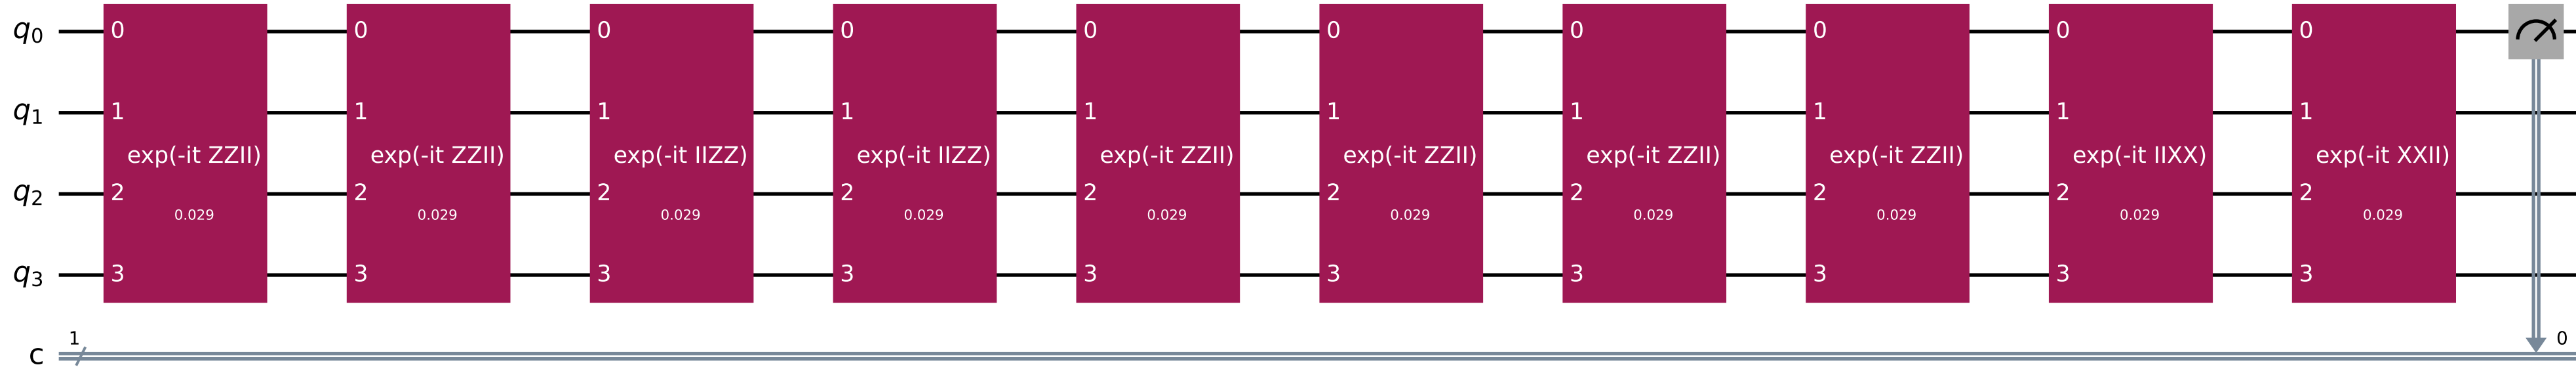 q0 0 0 0 0 0 0 0 0 0 0
q1 1 1 1 1 1 1 1 1 1 1
exp(-it ZZII) exp(-it ZZII) exp(-it IIZZ) exp(-it IIZZ) exp(-it ZZII) exp(-it ZZII) exp(-it ZZII) exp(-it ZZII) exp(-it IIXX) exp(-it XXII)
q2 2 2 2 2 2 2 2 2 2 2
0.029 0.029 0.029 0.029 0.029 0.029 0.029 0.029 0.029 0.029
q3 3 3 3 3 3 3 3 3 3 3
1 0
c